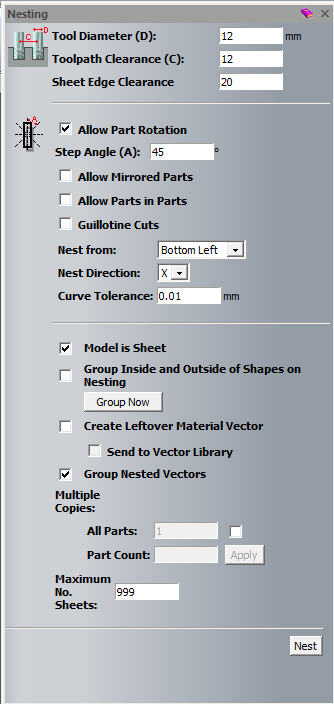 Nesting
D
C
Tool Diameter (D): 12 mm
Toolpath Clearance (C): 12
Sheet Edge Clearance 20
A
Allow Part Rotation
Step Angle (A): 45 °
Allow Mirrored Parts
Allow Parts in Parts
Guillotine Cuts
Nest from: Bottom Left
Nest Direction: X
Curve Tolerance: 0.01 mm
Model is Sheet
Group Inside and Outside of Shapes on
Nesting
Group Now
Create Leftover Material Vector
Send to Vector Library
Group Nested Vectors
Multiple
Copies:
All Parts: 1
Part Count: Apply
Maximum
No. 999
Sheets:
Nest